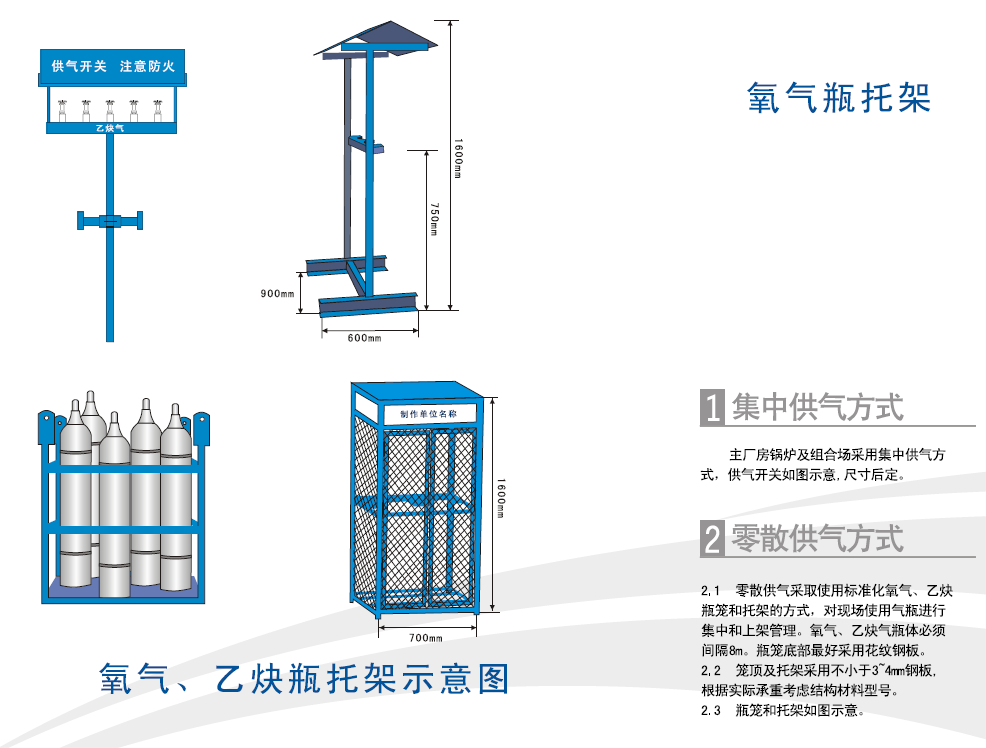 供气开关 注意防火
乙炔气
1600mm
750mm
900mm
600mm
氧气瓶托架
制作单位名称
1600mm
700mm
氧气、乙炔瓶托架示意图
1 集中供气方式
主厂房锅炉及组合场采用集中供气方
式，供气开关如图示意,尺寸后定。
2 零散供气方式
2.1 零散供气采取使用标准化氧气、乙炔
瓶笼和托架的方式，对现场使用气瓶进行
集中和上架管理。氧气、乙炔气瓶体必须
间隔8m。瓶笼底部最好采用花纹钢板。
2.2 笼顶及托架采用不小于3~4mm钢板,
根据实际承重考虑结构材料型号。
2.3 瓶笼和托架如图示意。